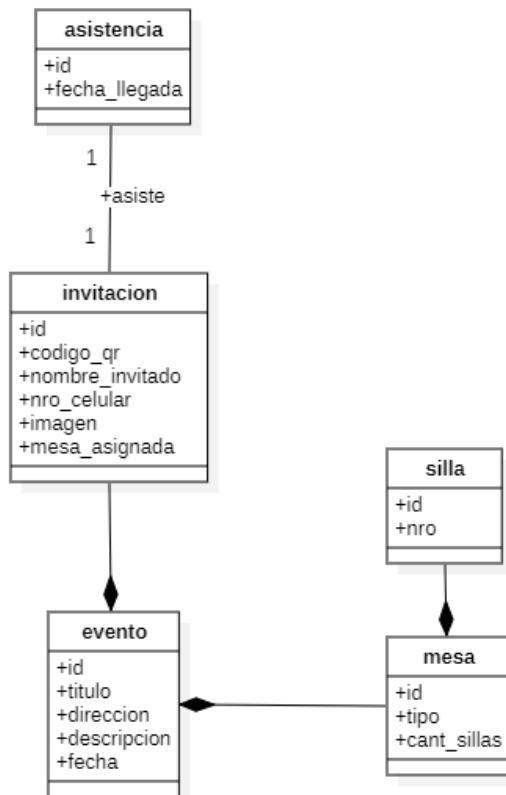 asistencia
+id
+fecha_llegada
1
+asiste
1
invitacion
+id
+codigo_qr
+nombre_invitado
+nro_celular
+imagen
+mesa_asignada
silla
+id
+nro
evento
+id
+titulo
+direccion
+descripcion
+fecha
mesa
+id
+tipo
+cant_sillas